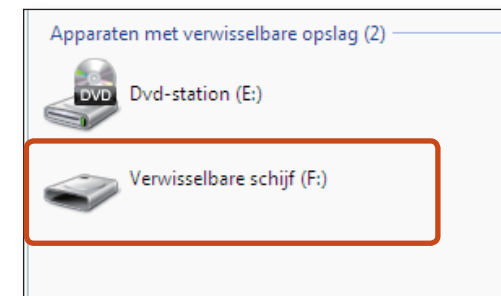 Apparaten met verwisselbare opslag (2)
DVD
Dvd-station (E:)
Verwisselbare schijf (F:)